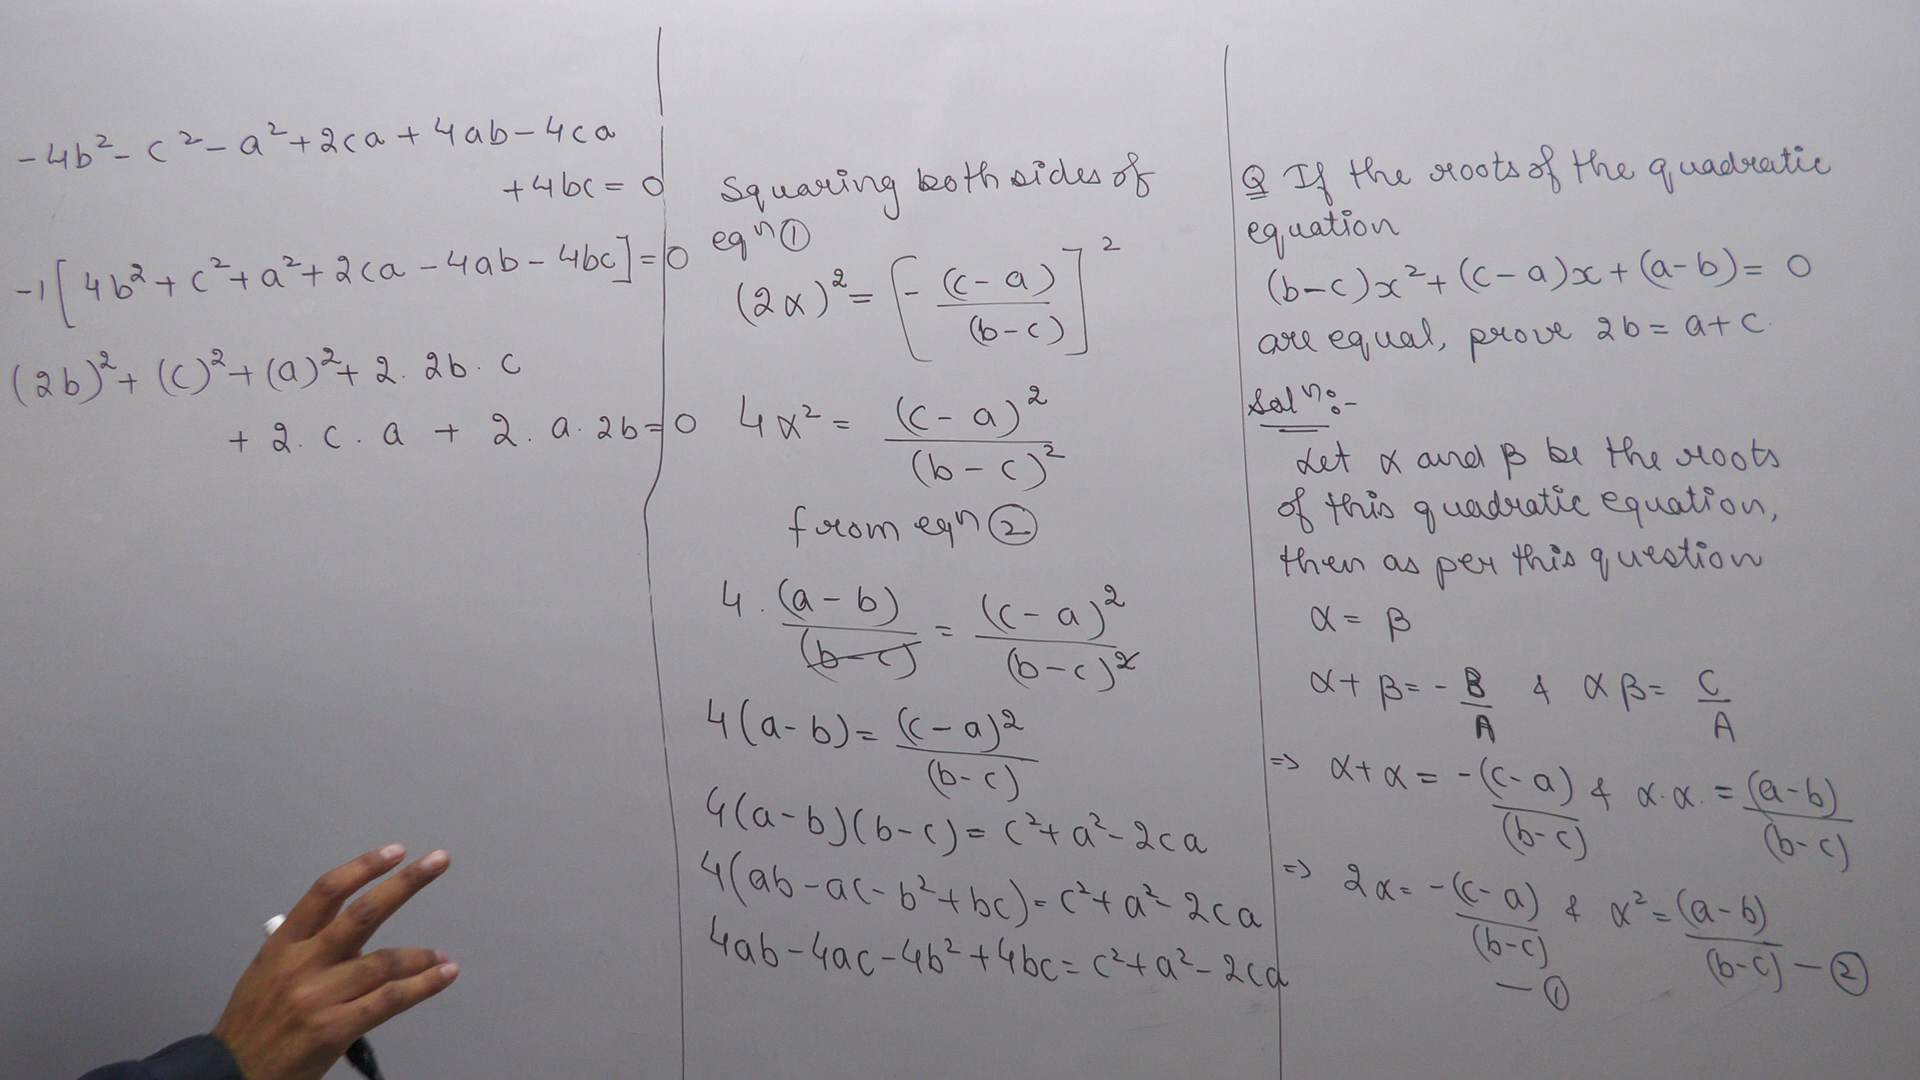 -4b² - c² - a² + 2ca + 4ab - 4ca
+ 4bc = 0
-1[4b² + c² + a² + 2ca - 4ab - 4bc] = 0
(2b)² + (c)² + (a)² + 2. 2b. c
+ 2. c. a + 2. a. 2b = 0
Squaring both sides of
eqⁿ ①
(2α)² = [- (c-a)/(b-c)]²
4α² = (c-a)²/(b-c)²
from eqⁿ ②
4. (a-b)/(b-c) = (c-a)²/(b-c)²
4(a-b) = (c-a)²/(b-c)
4(a-b)(b-c) = c² + a² - 2ca
4(ab - ac - b² + bc) = c² + a² - 2ca
4ab - 4ac - 4b² + 4bc = c² + a² - 2ca
Q If the roots of the quadratic
equation
(b-c)x² + (c-a)x + (a-b) = 0
are equal, prove 2b = a+c.
Solⁿ:-
Let α and β be the roots
of this quadratic equation,
then as per this question
α = β
α + β = - B/A & αβ = C/A
⇒ α + α = -(c-a)/(b-c) & α.α. = (a-b)/(b-c)
⇒ 2α = -(c-a)/(b-c) & α² = (a-b)/(b-c) — ②
— ①